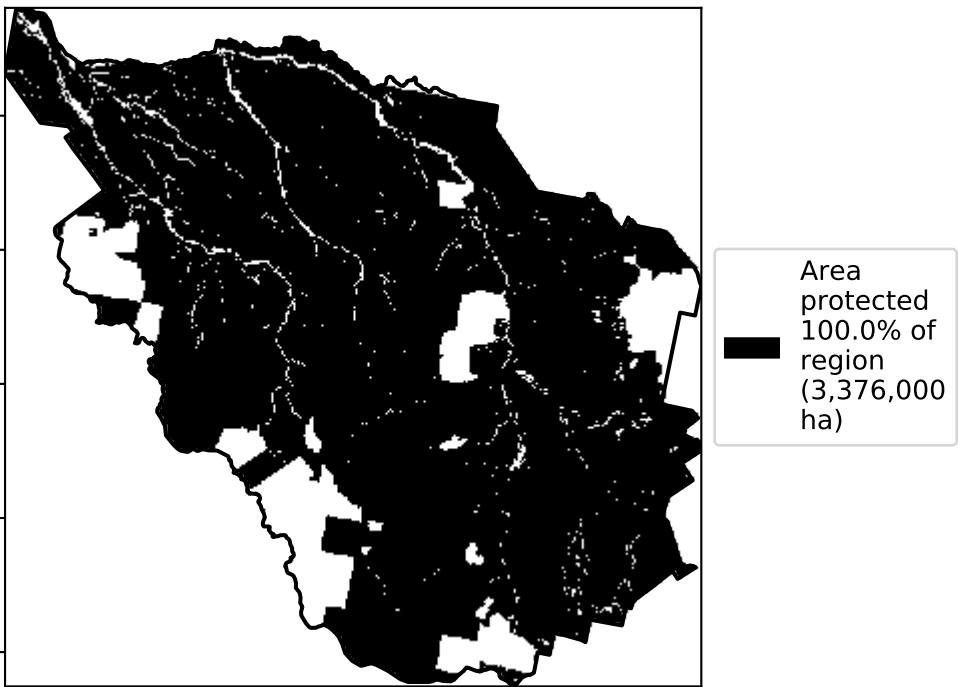 Area
protected
100.0% of
region
(3,376,000
ha)